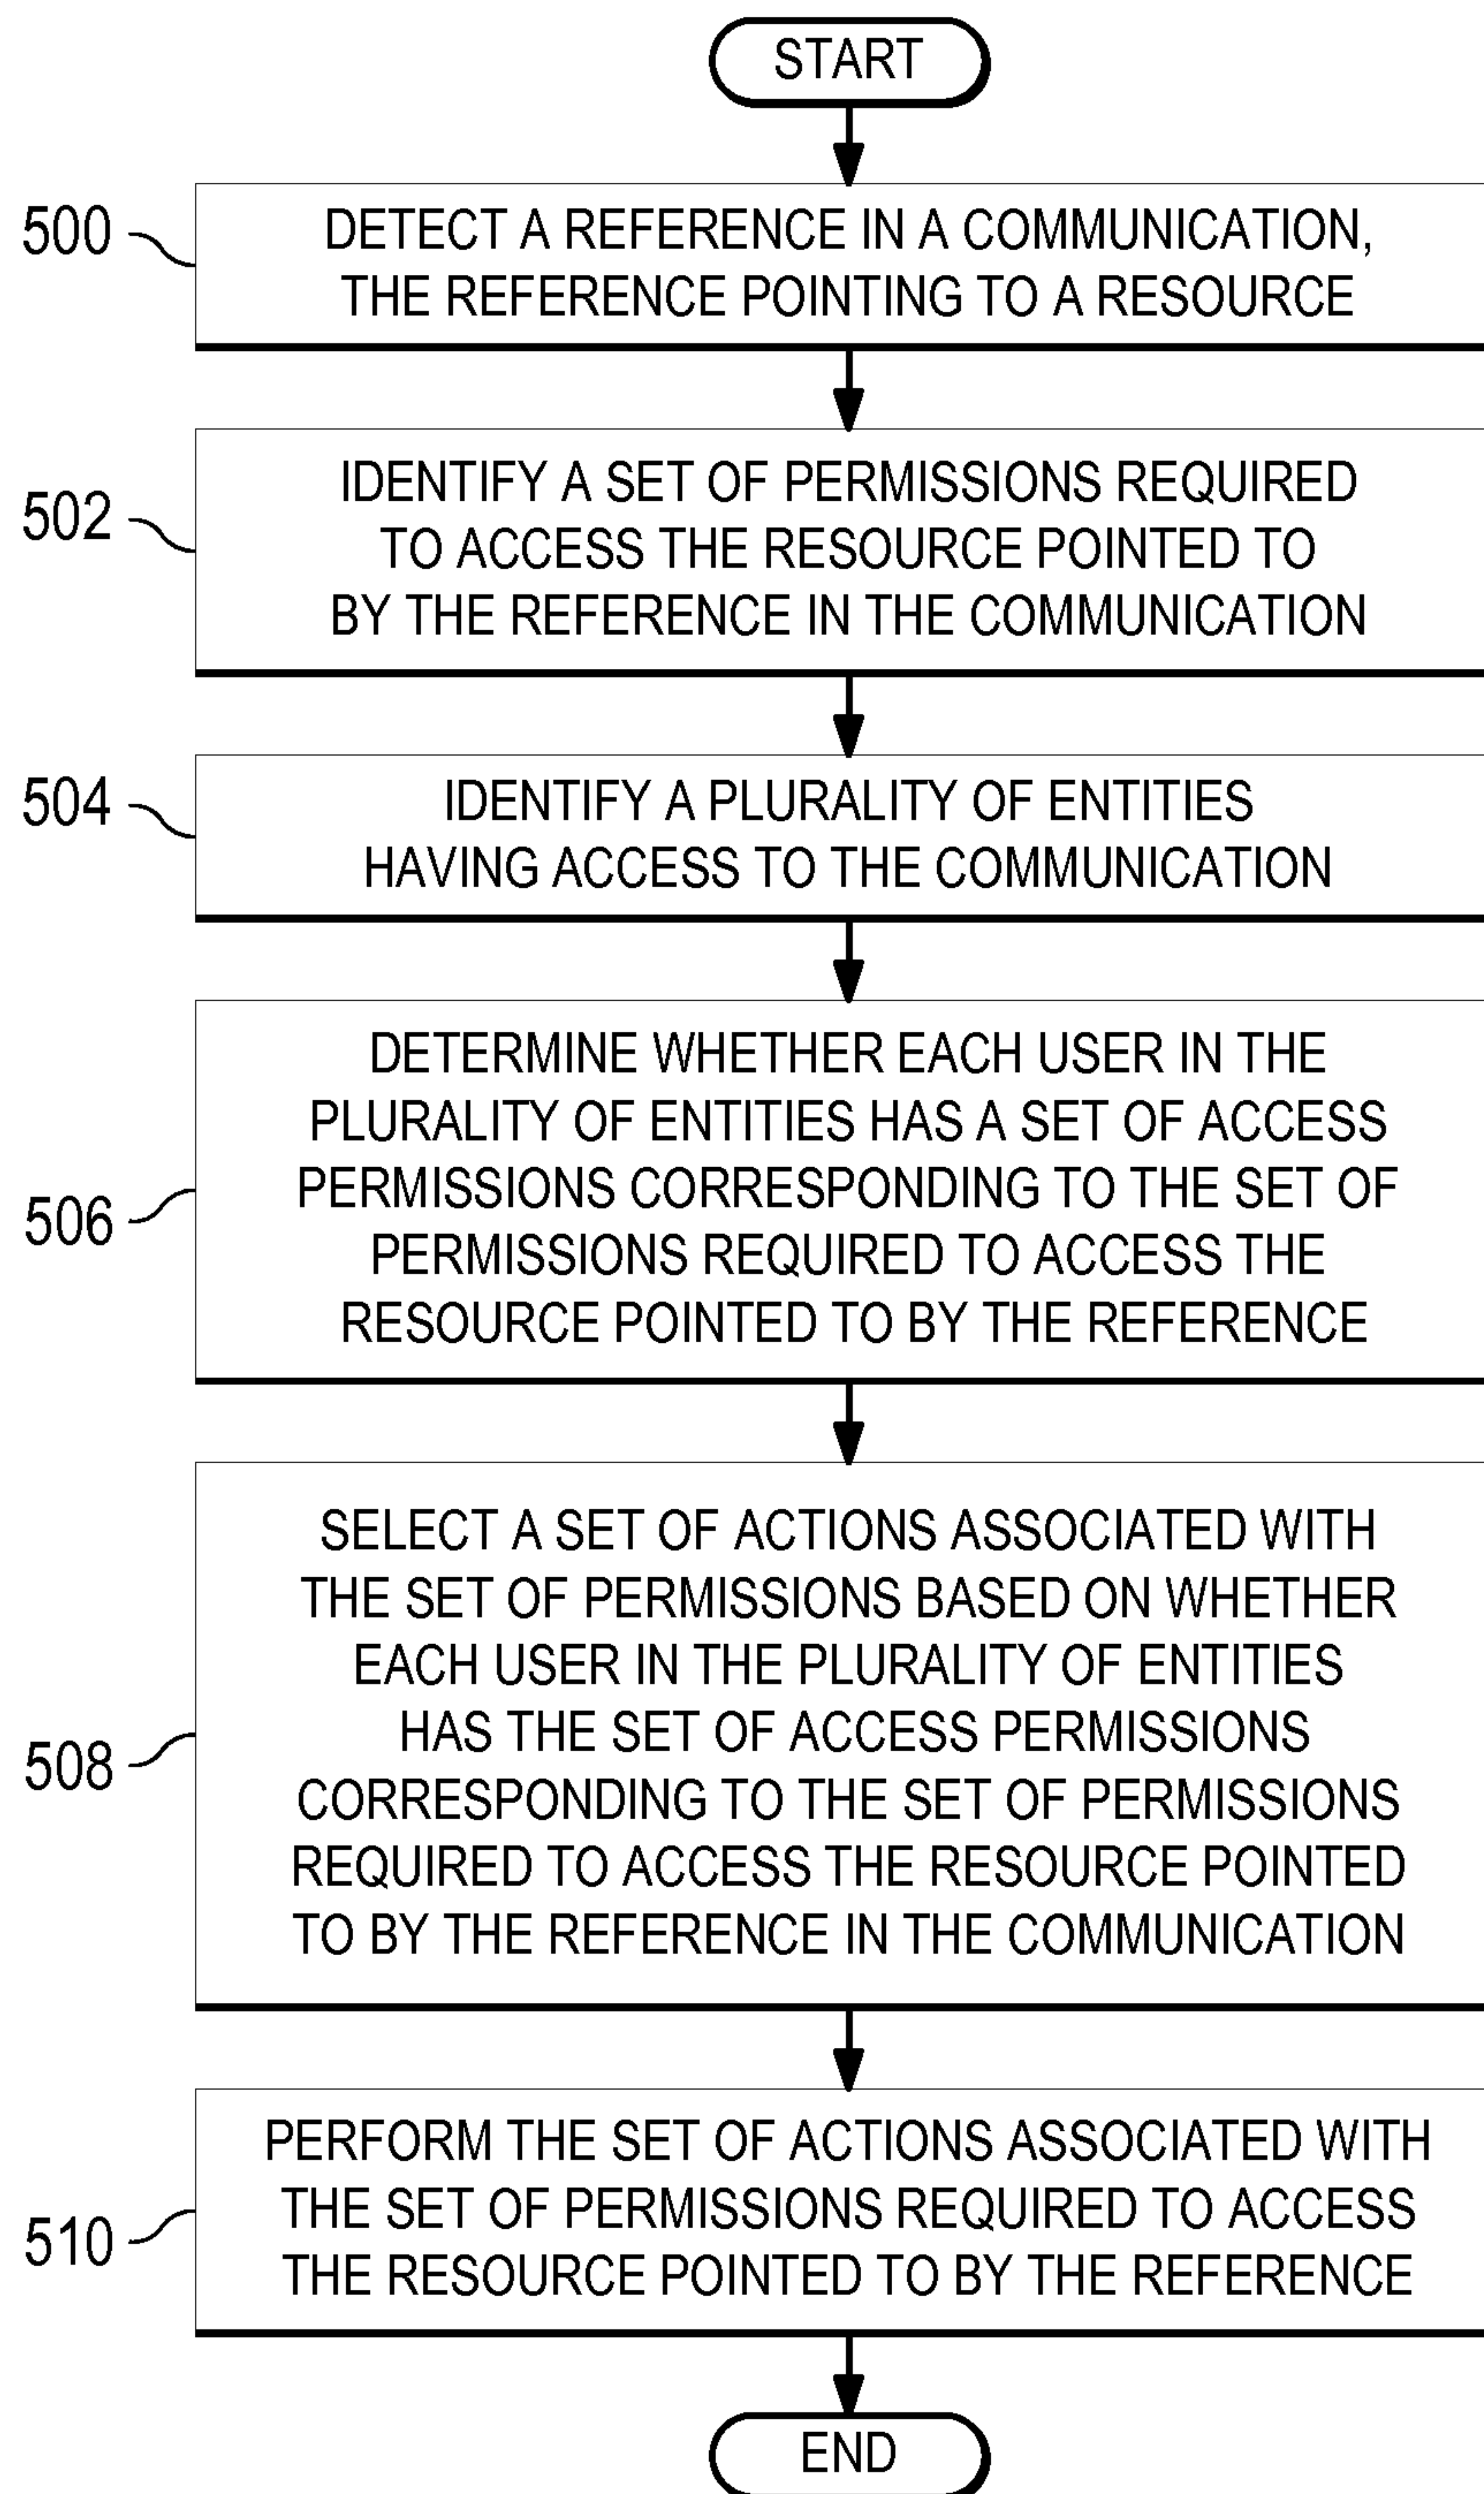 START
500
DETECT A REFERENCE IN A COMMUNICATION,
THE REFERENCE POINTING TO A RESOURCE
502
IDENTIFY A SET OF PERMISSIONS REQUIRED
TO ACCESS THE RESOURCE POINTED TO
BY THE REFERENCE IN THE COMMUNICATION
504
IDENTIFY A PLURALITY OF ENTITIES
HAVING ACCESS TO THE COMMUNICATION
506
DETERMINE WHETHER EACH USER IN THE
PLURALITY OF ENTITIES HAS A SET OF ACCESS
PERMISSIONS CORRESPONDING TO THE SET OF
PERMISSIONS REQUIRED TO ACCESS THE
RESOURCE POINTED TO BY THE REFERENCE
508
SELECT A SET OF ACTIONS ASSOCIATED WITH
THE SET OF PERMISSIONS BASED ON WHETHER
EACH USER IN THE PLURALITY OF ENTITIES
HAS THE SET OF ACCESS PERMISSIONS
CORRESPONDING TO THE SET OF PERMISSIONS
REQUIRED TO ACCESS THE RESOURCE POINTED
TO BY THE REFERENCE IN THE COMMUNICATION
510
PERFORM THE SET OF ACTIONS ASSOCIATED WITH
THE SET OF PERMISSIONS REQUIRED TO ACCESS
THE RESOURCE POINTED TO BY THE REFERENCE
END